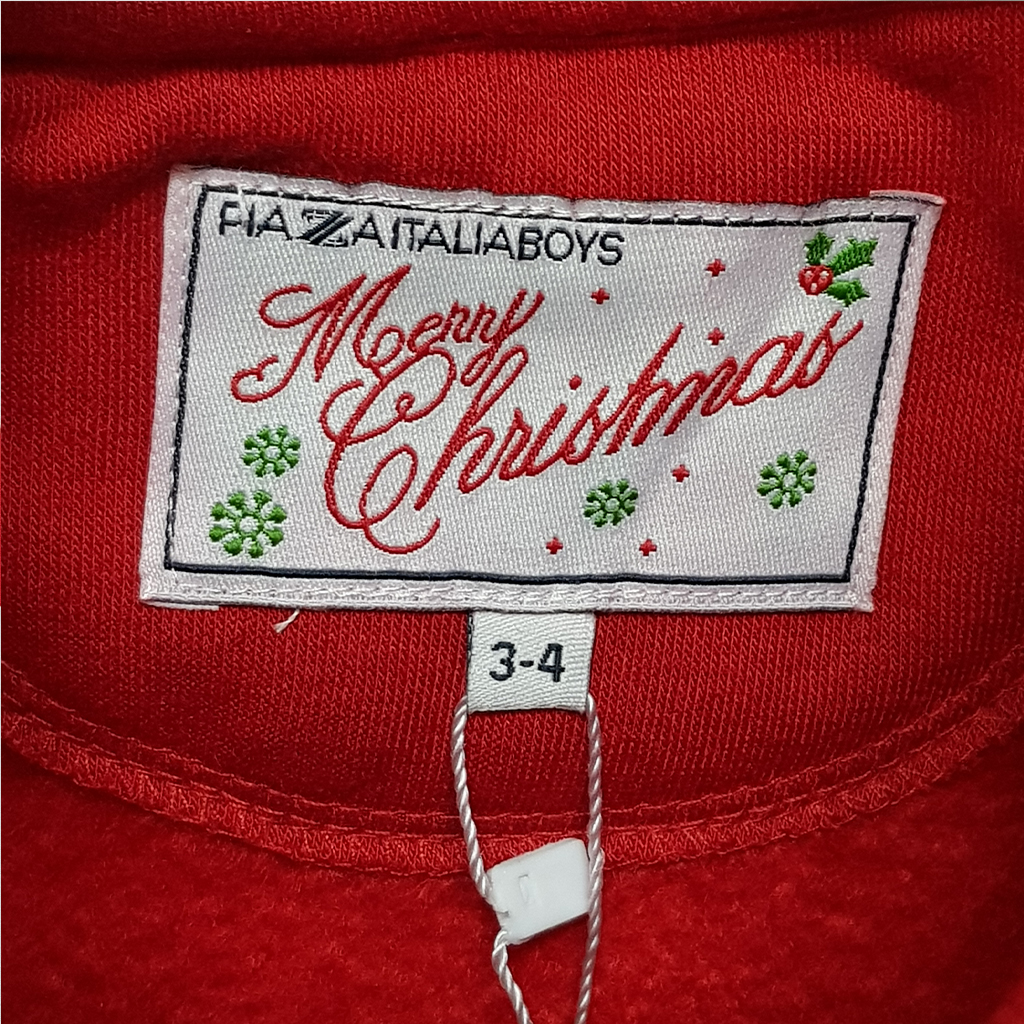 PIAZZA ITALIA BOYS
Merry
Christmas
3-4